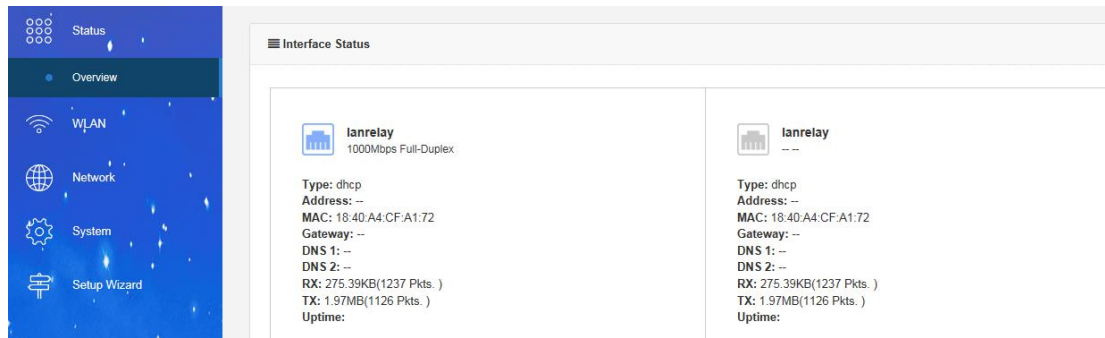 Status
Overview
WLAN
Network
System
Setup Wizard
Interface Status
lanrelay
1000Mbps Full-Duplex
Type: dhcp
Address: --
MAC: 18:40:A4:CF:A1:72
Gateway: --
DNS 1: --
DNS 2: --
RX: 275.39KB(1237 Pkts. )
TX: 1.97MB(1126 Pkts. )
Uptime:
lanrelay
-- --
Type: dhcp
Address: --
MAC: 18:40:A4:CF:A1:72
Gateway: --
DNS 1: --
DNS 2: --
RX: 275.39KB(1237 Pkts. )
TX: 1.97MB(1126 Pkts. )
Uptime: